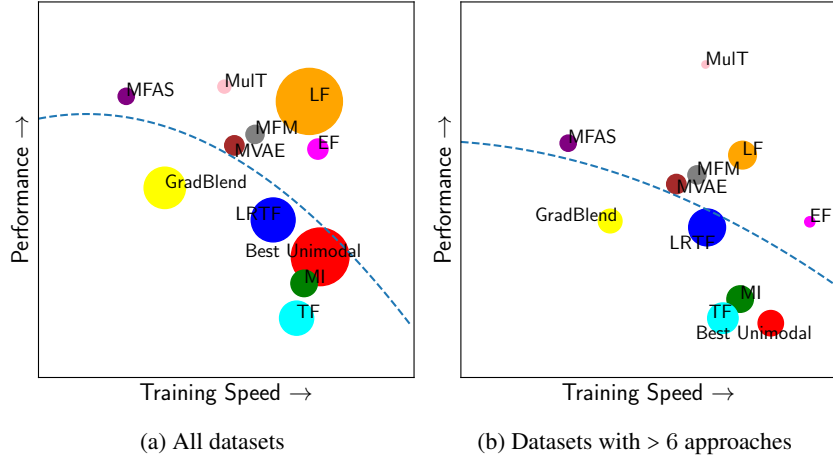 MFAS
MulT
LF
MFM
MVAE
EF
GradBlend
LRTF
Best Unimodal
MI
TF
Performance →
Training Speed →
(a) All datasets
MulT
MFAS
LF
MFM
MVAE
GradBlend
EF
LRTF
MI
TF
Best Unimodal
Performance →
Training Speed →
(b) Datasets with > 6 approaches